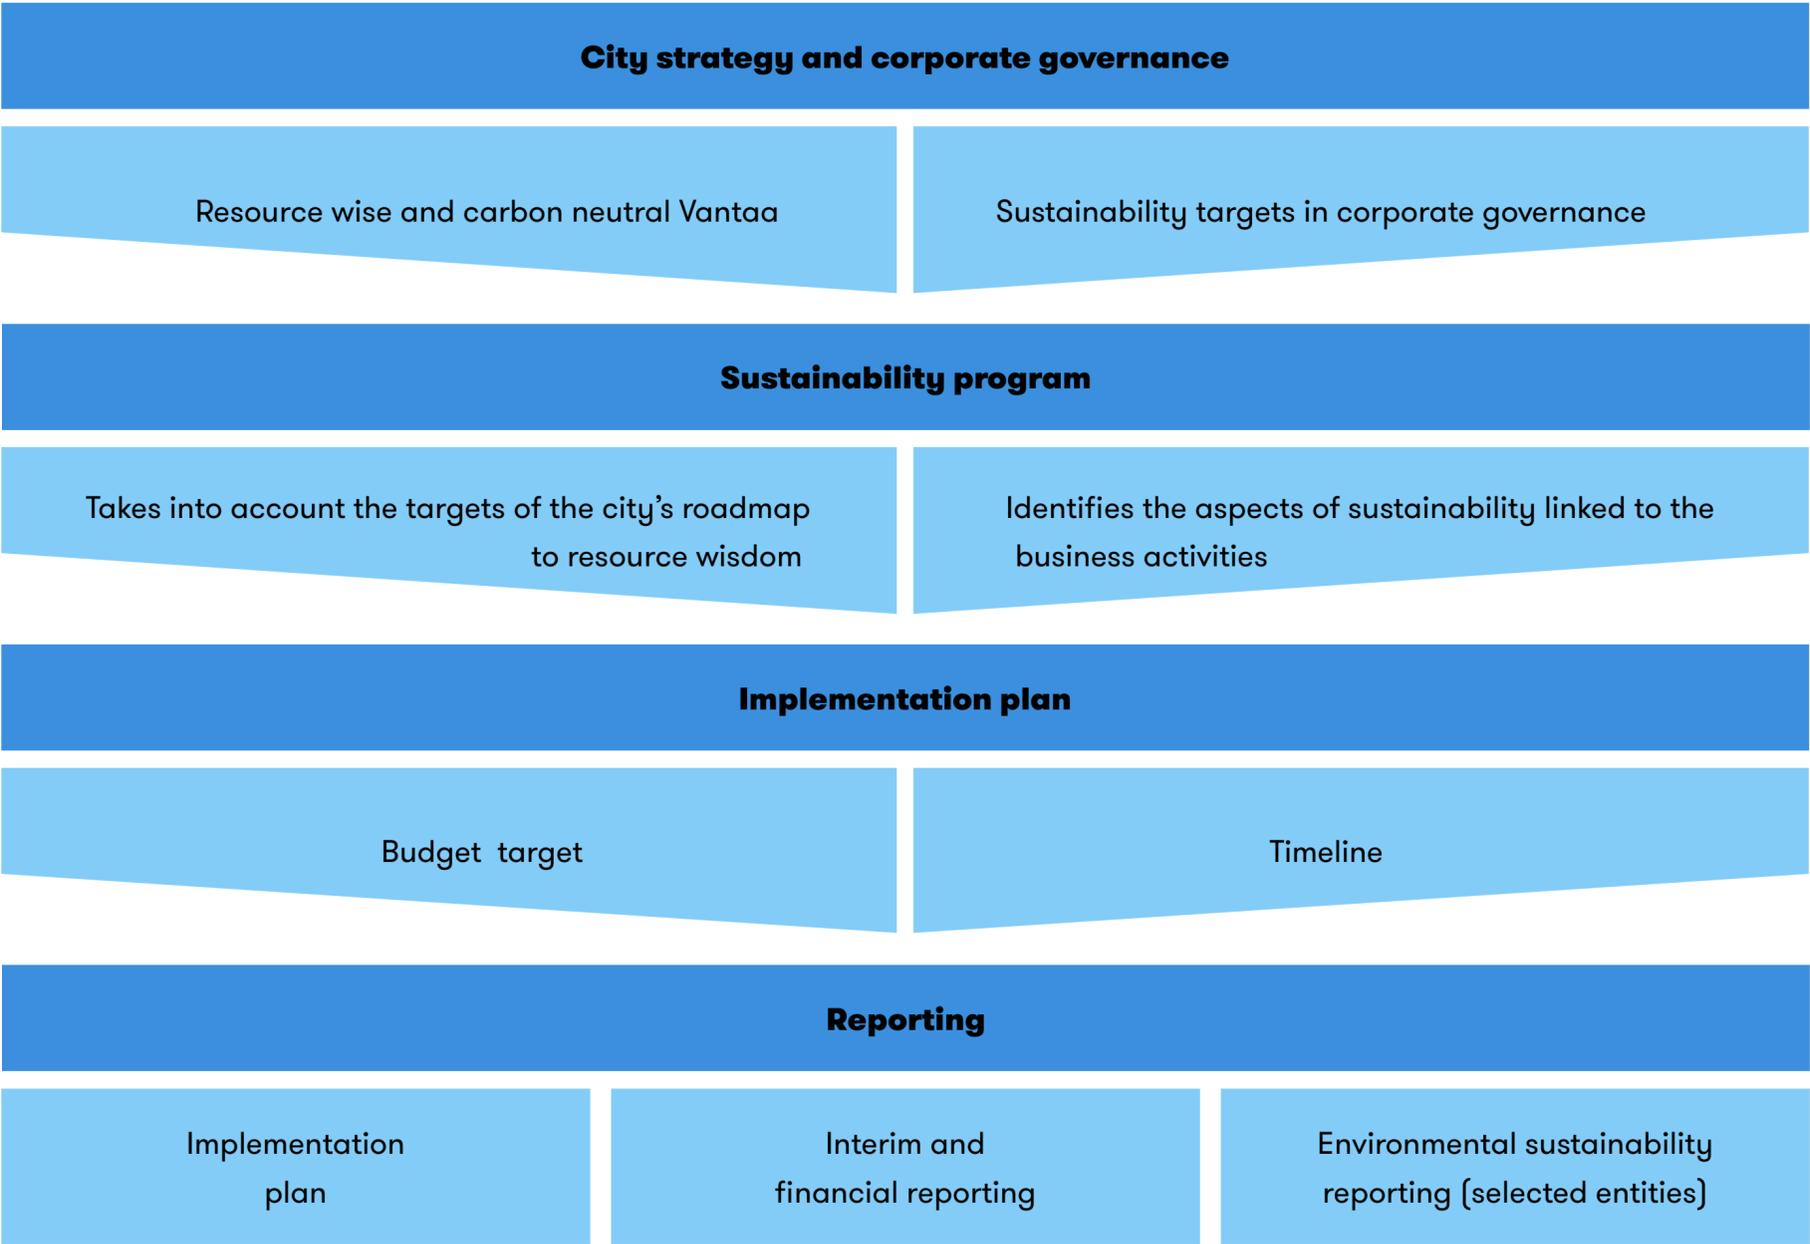 City strategy and corporate governance
Resource wise and carbon neutral Vantaa
Sustainability targets in corporate governance
Sustainability program
Takes into account the targets of the city’s roadmap
to resource wisdom
Identifies the aspects of sustainability linked to the
business activities
Implementation plan
Budget  target
Timeline
Reporting
Implementation
plan
Interim and
financial reporting
Environmental sustainability
reporting (selected entities)